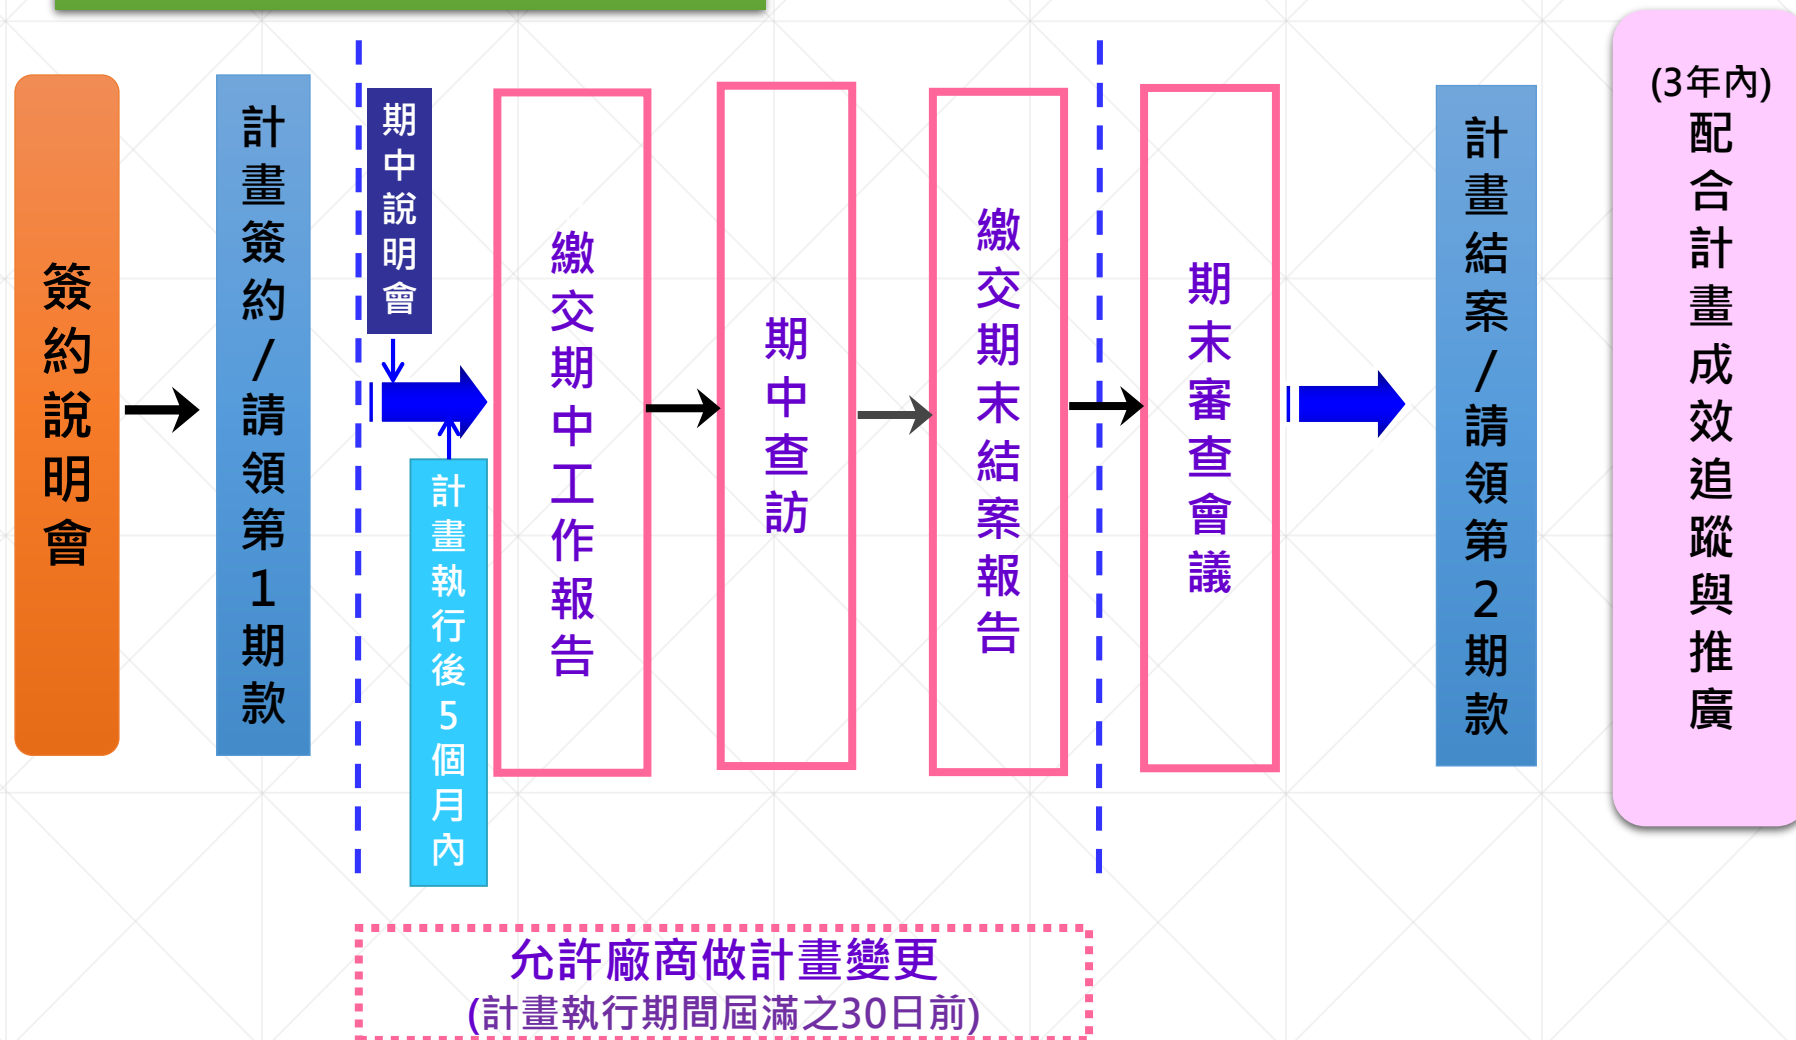 簽約說明會
計畫簽約/請領第1期款
期中說明會
計畫執行後5個月內
繳交期中工作報告
期中查訪
繳交期末結案報告
期末審查會議
計畫結案/請領第2期款
(3年內)
配合計畫成效追蹤與推廣
允許廠商做計畫變更
(計畫執行期間屆滿之30日前)